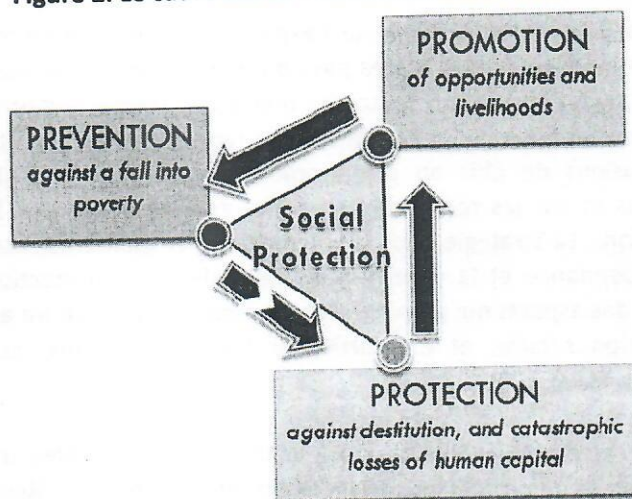 PROMOTION
of opportunities and
livelihoods
PREVENTION
against a fall into
poverty
Social
Protection
PROTECTION
against destitution, and catastrophic
losses of human capital